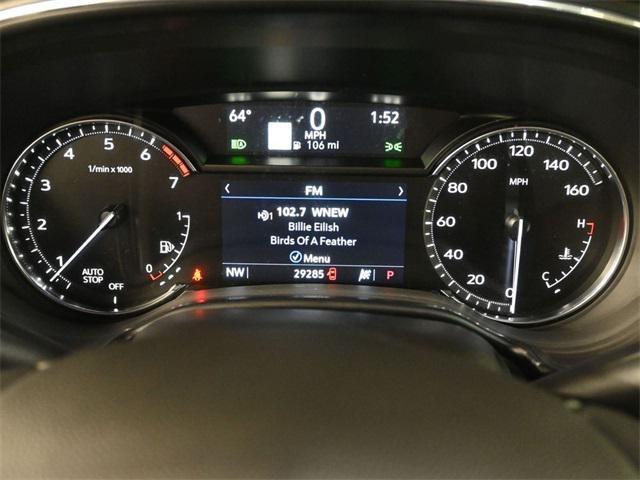 64° 0 1:52
MPH
106 mi
1 2 3 4 5 6 7
1/min x 1000
AUTO
STOP
OFF
0 1
< FM >
1 102.7 WNEW
Billie Eilish
Birds Of A Feather
Menu
NW 29285 P
0 20 40 60 80 100 120 140 160
MPH
H
C